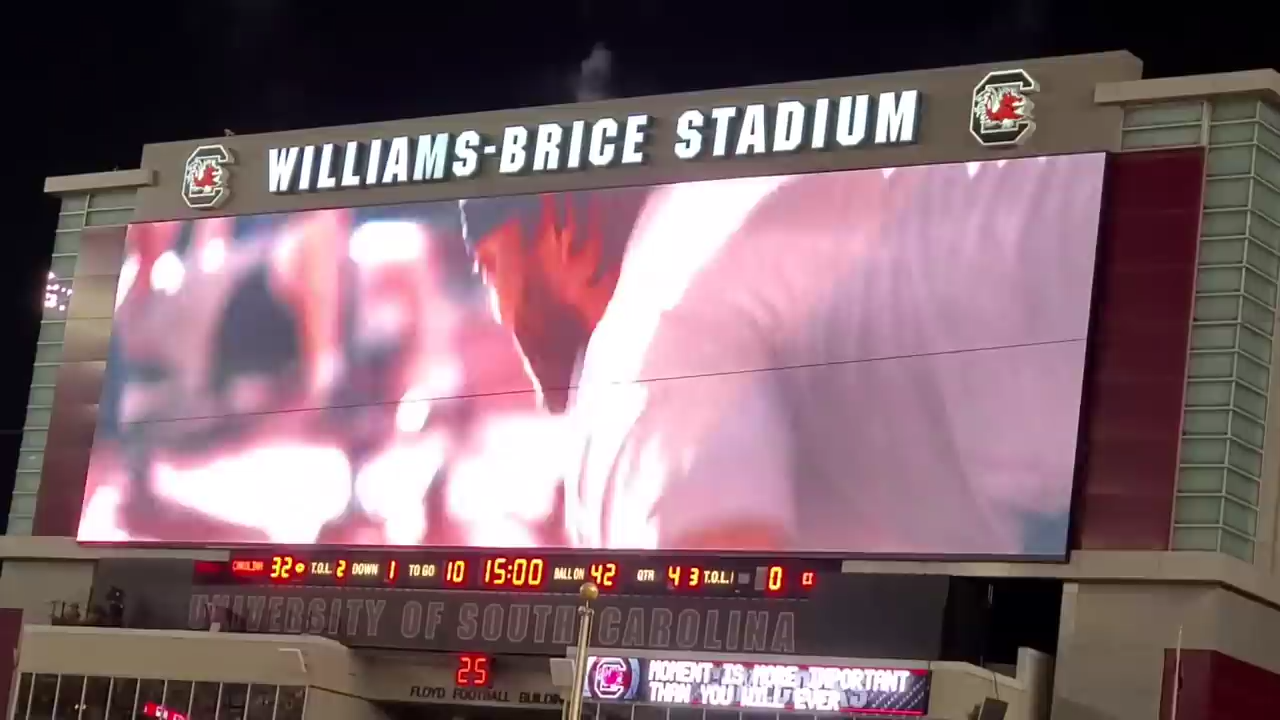 WILLIAMS-BRICE STADIUM
CAROLINA 32 T.O.L. 2 DOWN 1 TO GO 10 15:00 BALL ON 42 QTR 4 3 T.O.L. 0
UNIVERSITY OF SOUTH CAROLINA
25
FLOYD FOOTBALL BUILDING
MOMENT IS MORE IMPORTANT
THAN YOU WILL EVER